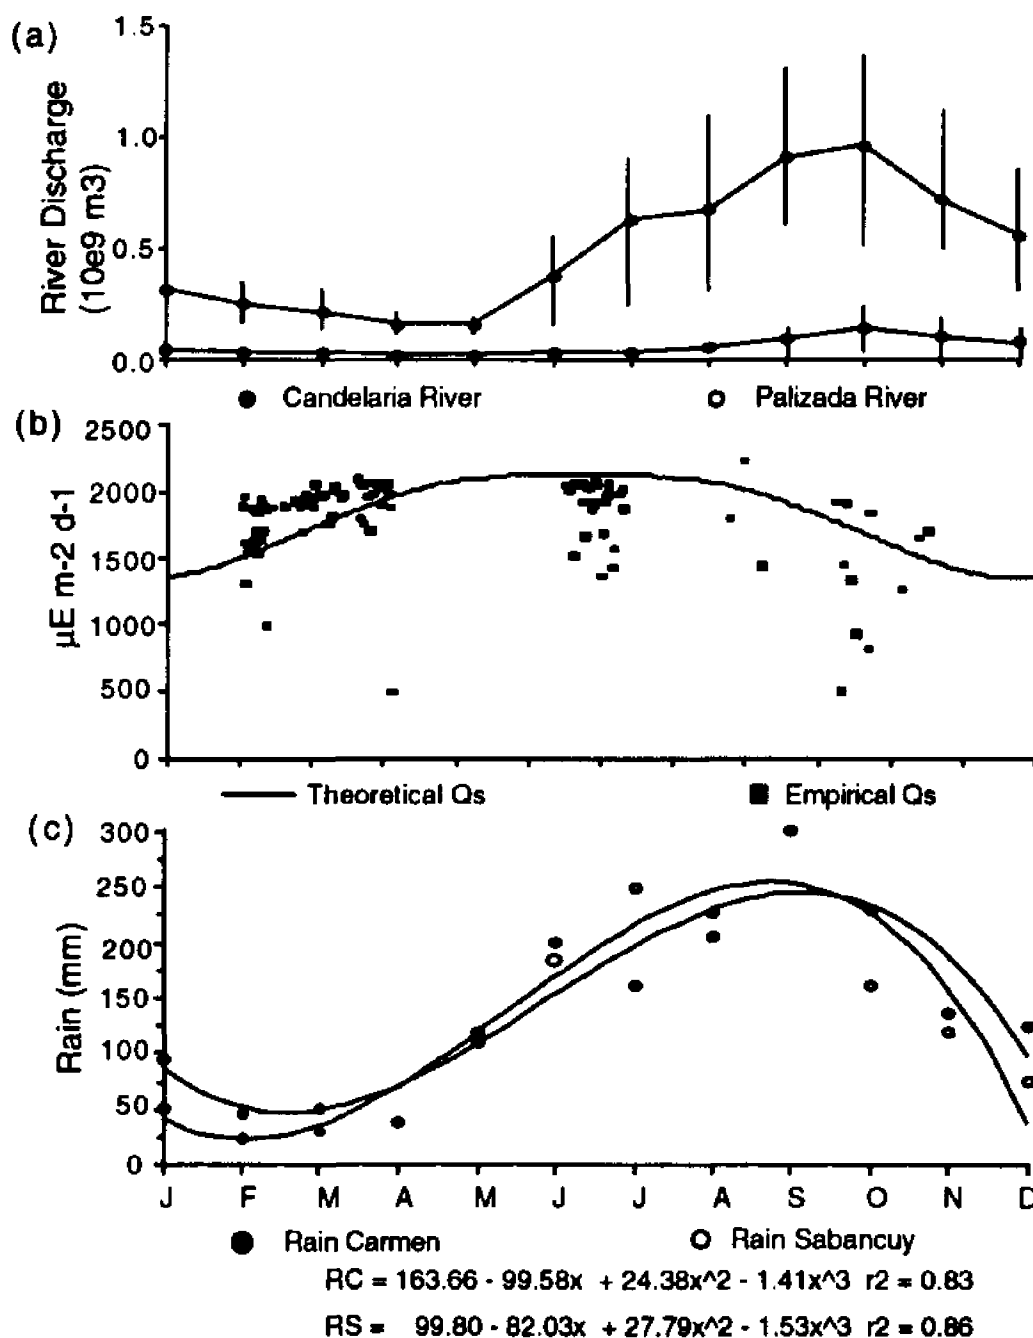 (a)
River Discharge
(10e9 m3)
1.5
1.0
0.5
0.0
● Candelaria River ○ Palizada River
(b)
µE m-2 d-1
2500
2000
1500
1000
500
0
Theoretical Qs ■ Empirical Qs
(c)
Rain (mm)
300
250
200
150
100
50
0
J F M A M J J A S O N D
● Rain Carmen ○ Rain Sabancuy
RC = 163.66 - 99.58x + 24.38x^2 - 1.41x^3 r2 = 0.83
RS = 99.80 - 82.03x + 27.79x^2 - 1.53x^3 r2 = 0.86